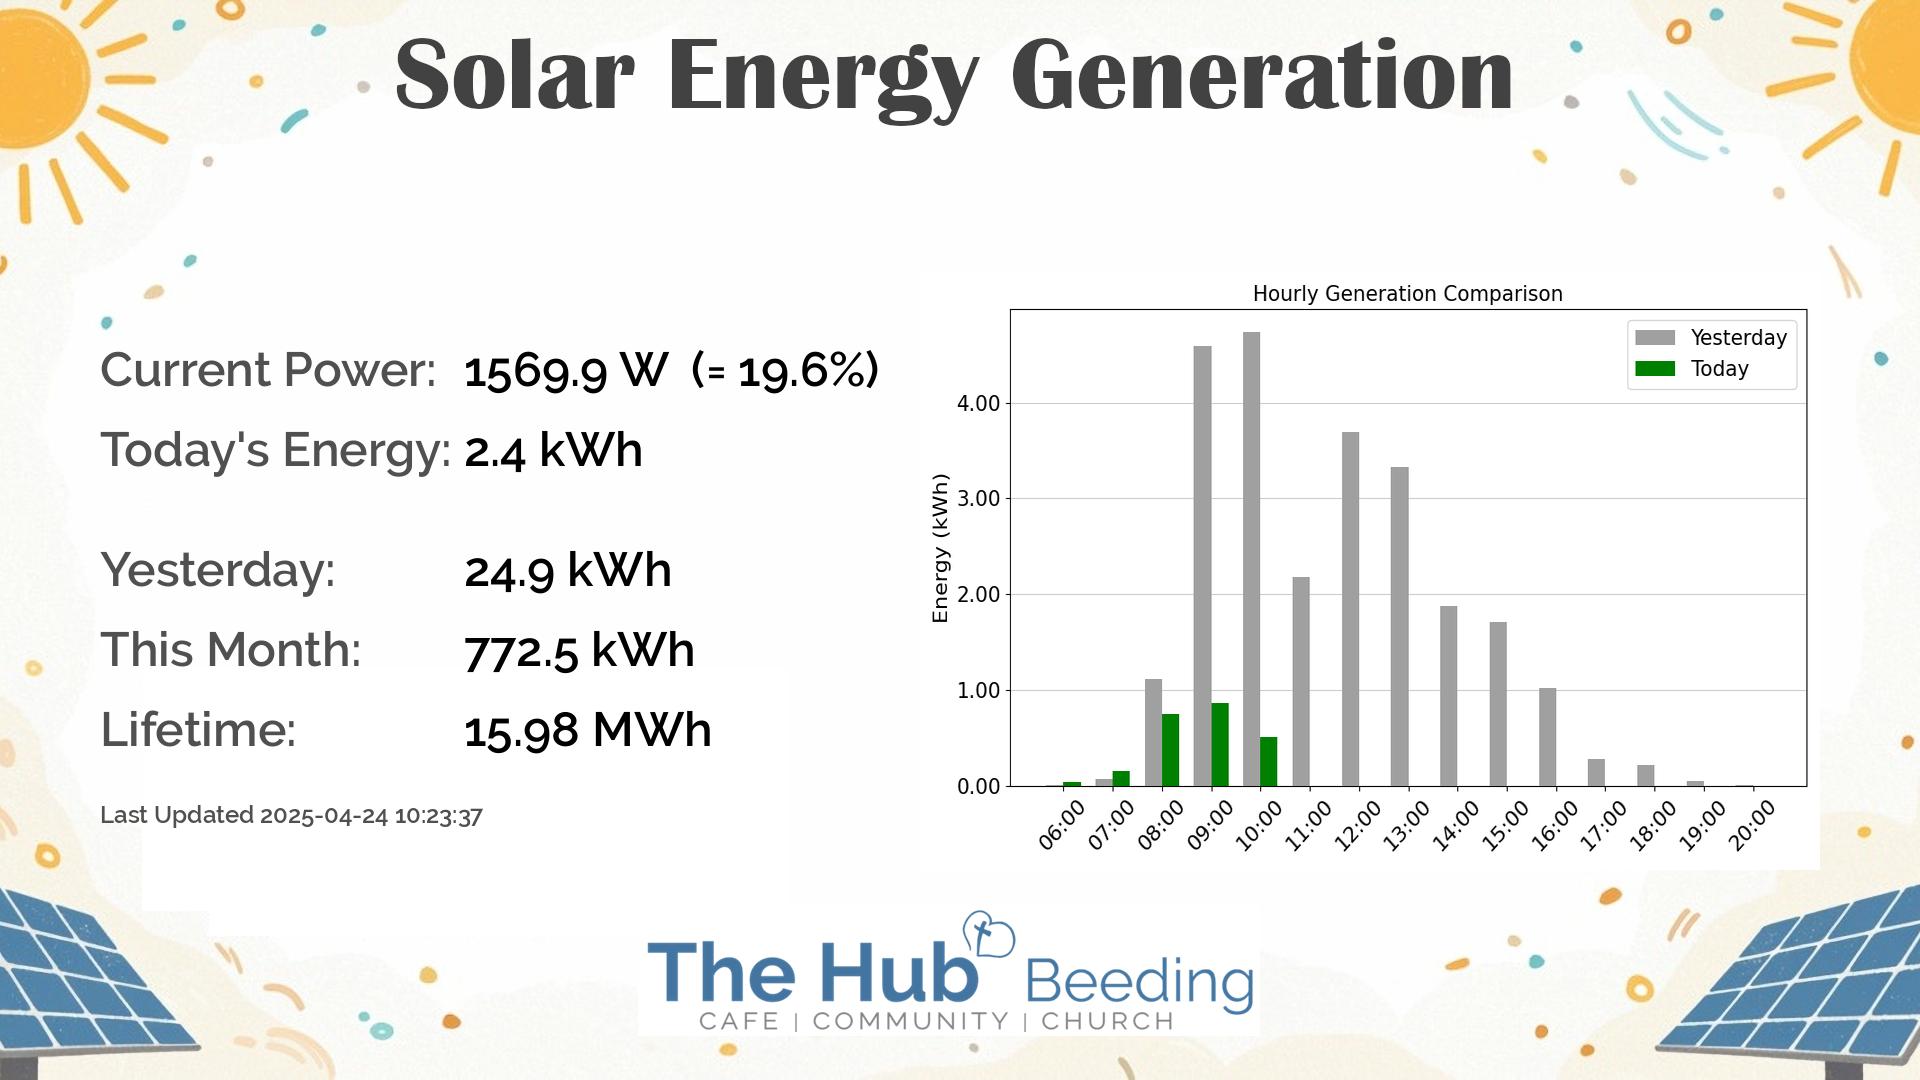 Solar Energy Generation
Current Power: 1569.9 W (= 19.6%)
Today's Energy: 2.4 kWh
Yesterday: 24.9 kWh
This Month: 772.5 kWh
Lifetime: 15.98 MWh
Last Updated 2025-04-24 10:23:37
Hourly Generation Comparison
Yesterday
Today
Energy (kWh)
4.00
3.00
2.00
1.00
0.00
06:00 07:00 08:00 09:00 10:00 11:00 12:00 13:00 14:00 15:00 16:00 17:00 18:00 19:00 20:00
The Hub Beeding
CAFE | COMMUNITY | CHURCH